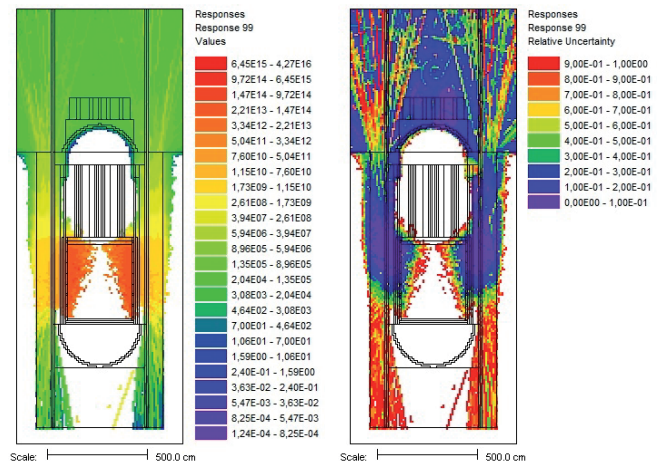 Responses
Response 99
Values
6,45E15 - 4,27E16
9,72E14 - 6,45E15
1,47E14 - 9,72E14
2,21E13 - 1,47E14
3,34E12 - 2,21E13
5,04E11 - 3,34E12
7,60E10 - 5,04E11
1,15E10 - 7,60E10
1,73E09 - 1,15E10
2,61E08 - 1,73E09
3,94E07 - 2,61E08
5,94E06 - 3,94E07
8,96E05 - 5,94E06
1,35E05 - 8,96E05
2,04E04 - 1,35E05
3,08E03 - 2,04E04
4,64E02 - 3,08E03
7,00E01 - 4,64E02
1,06E01 - 7,00E01
1,59E00 - 1,06E01
2,40E-01 - 1,59E00
3,63E-02 - 2,40E-01
5,47E-03 - 3,63E-02
8,25E-04 - 5,47E-03
1,24E-04 - 8,25E-04
Scale: 500.0 cm
Responses
Response 99
Relative Uncertainty
9,00E-01 - 1,00E00
8,00E-01 - 9,00E-01
7,00E-01 - 8,00E-01
6,00E-01 - 7,00E-01
5,00E-01 - 6,00E-01
4,00E-01 - 5,00E-01
3,00E-01 - 4,00E-01
2,00E-01 - 3,00E-01
1,00E-01 - 2,00E-01
0,00E00 - 1,00E-01
Scale: 500.0 cm